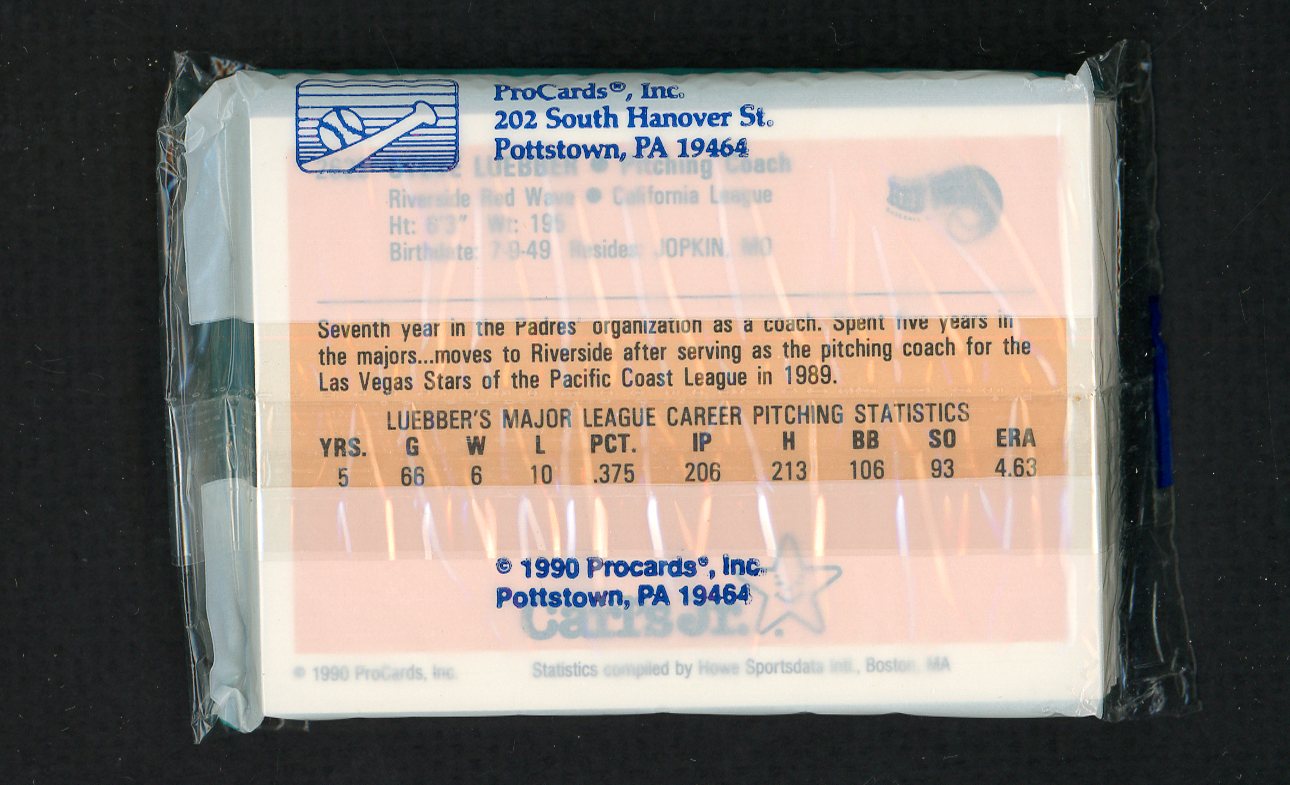 ProCards®, Inc.
202 South Hanover St.
Pottstown, PA 19464
LUEBBER ● Pitching Coach
Riverside Red Wave ● California League
Ht: 6'3" Wt: 195
Birthdate: 7-9-49 Resides: JOPKIN, MO
Seventh year in the Padres' organization as a coach. Spent five years in
the majors...moves to Riverside after serving as the pitching coach for the
Las Vegas Stars of the Pacific Coast League in 1989.
LUEBBER'S MAJOR LEAGUE CAREER PITCHING STATISTICS
YRS. G W L PCT. IP H BB SO ERA
5 66 6 10 .375 206 213 106 93 4.63
© 1990 Procards®, Inc.
Pottstown, PA 19464
Carl's Jr.
© 1990 ProCards, Inc.
Statistics compiled by Howe Sportsdata Intl., Boston, MA